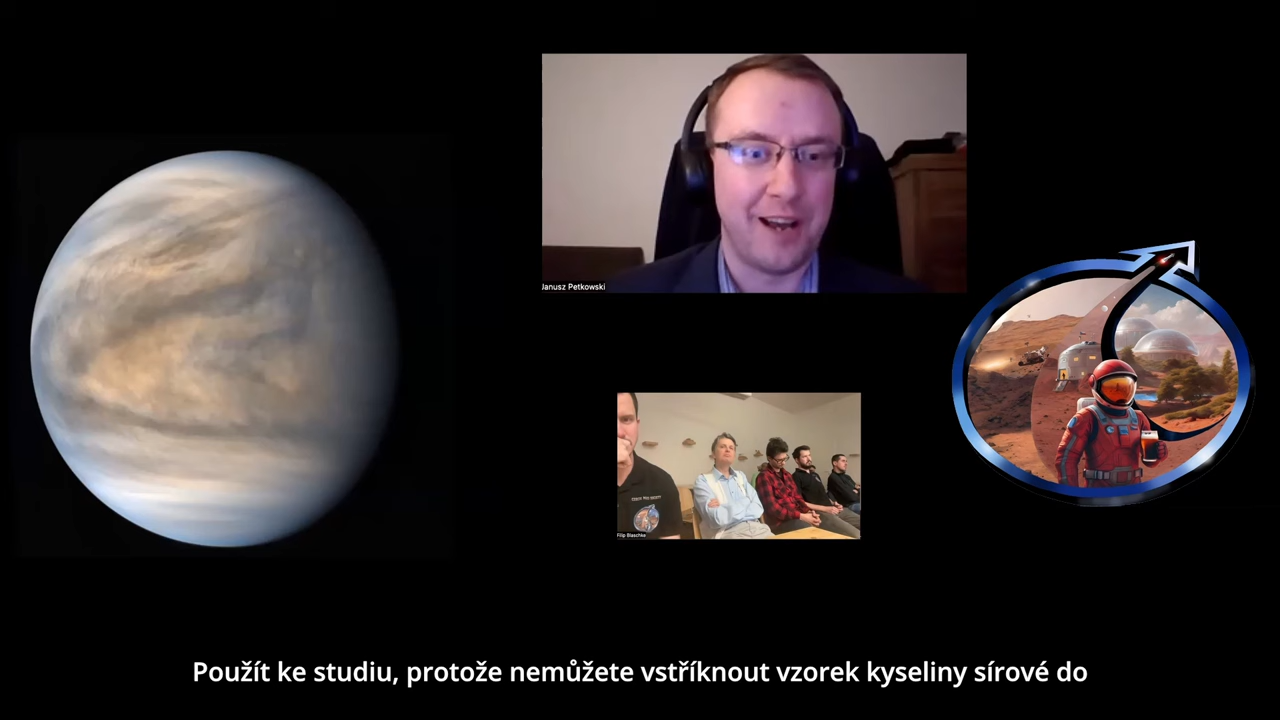 Janusz Petkowski
Filip Blaschke
Použít ke studiu, protože nemůžete vstříknout vzorek kyseliny sírové do